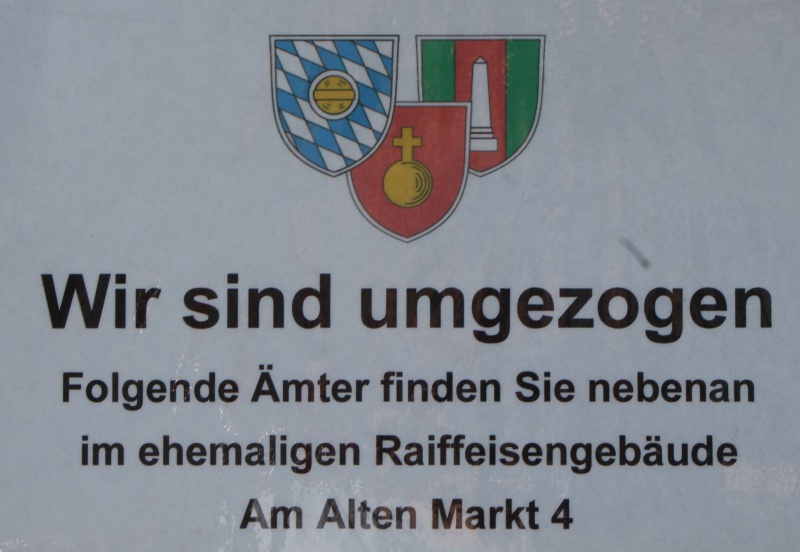 Wir sind umgezogen
Folgende Ämter finden Sie nebenan
im ehemaligen Raiffeisengebäude
Am Alten Markt 4